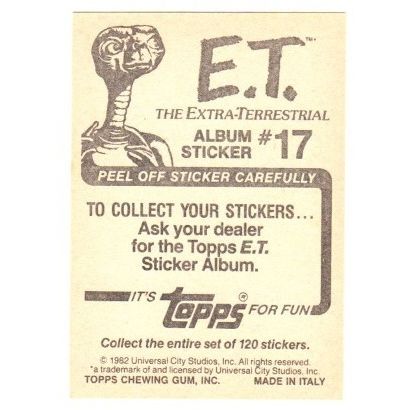 E.T.™
THE EXTRA-TERRESTRIAL
ALBUM
STICKER #17
PEEL OFF STICKER CAREFULLY
TO COLLECT YOUR STICKERS...
Ask your dealer
for the Topps E.T.
Sticker Album.
IT'S Topps® FOR FUN
Collect the entire set of 120 stickers.
© 1982 Universal City Studios, Inc. All rights reserved.
*a trademark of and licensed by Universal City Studios, Inc.
TOPPS CHEWING GUM, INC. MADE IN ITALY